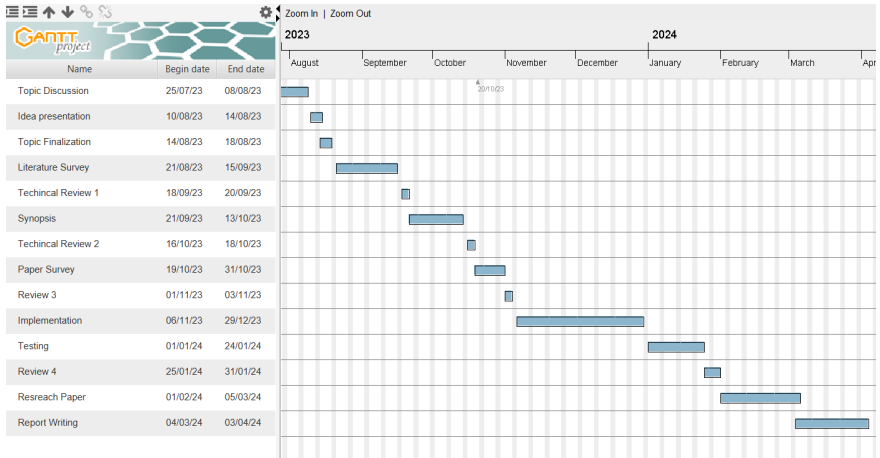 Zoom In | Zoom Out
GANTT
project
2023
2024
Name Begin date End date
August September October November December January February March Apr
20/10/23
Topic Discussion 25/07/23 08/08/23
Idea presentation 10/08/23 14/08/23
Topic Finalization 14/08/23 18/08/23
Literature Survey 21/08/23 15/09/23
Techincal Review 1 18/09/23 20/09/23
Synopsis 21/09/23 13/10/23
Techincal Review 2 16/10/23 18/10/23
Paper Survey 19/10/23 31/10/23
Review 3 01/11/23 03/11/23
Implementation 06/11/23 29/12/23
Testing 01/01/24 24/01/24
Review 4 25/01/24 31/01/24
Resreach Paper 01/02/24 05/03/24
Report Writing 04/03/24 03/04/24